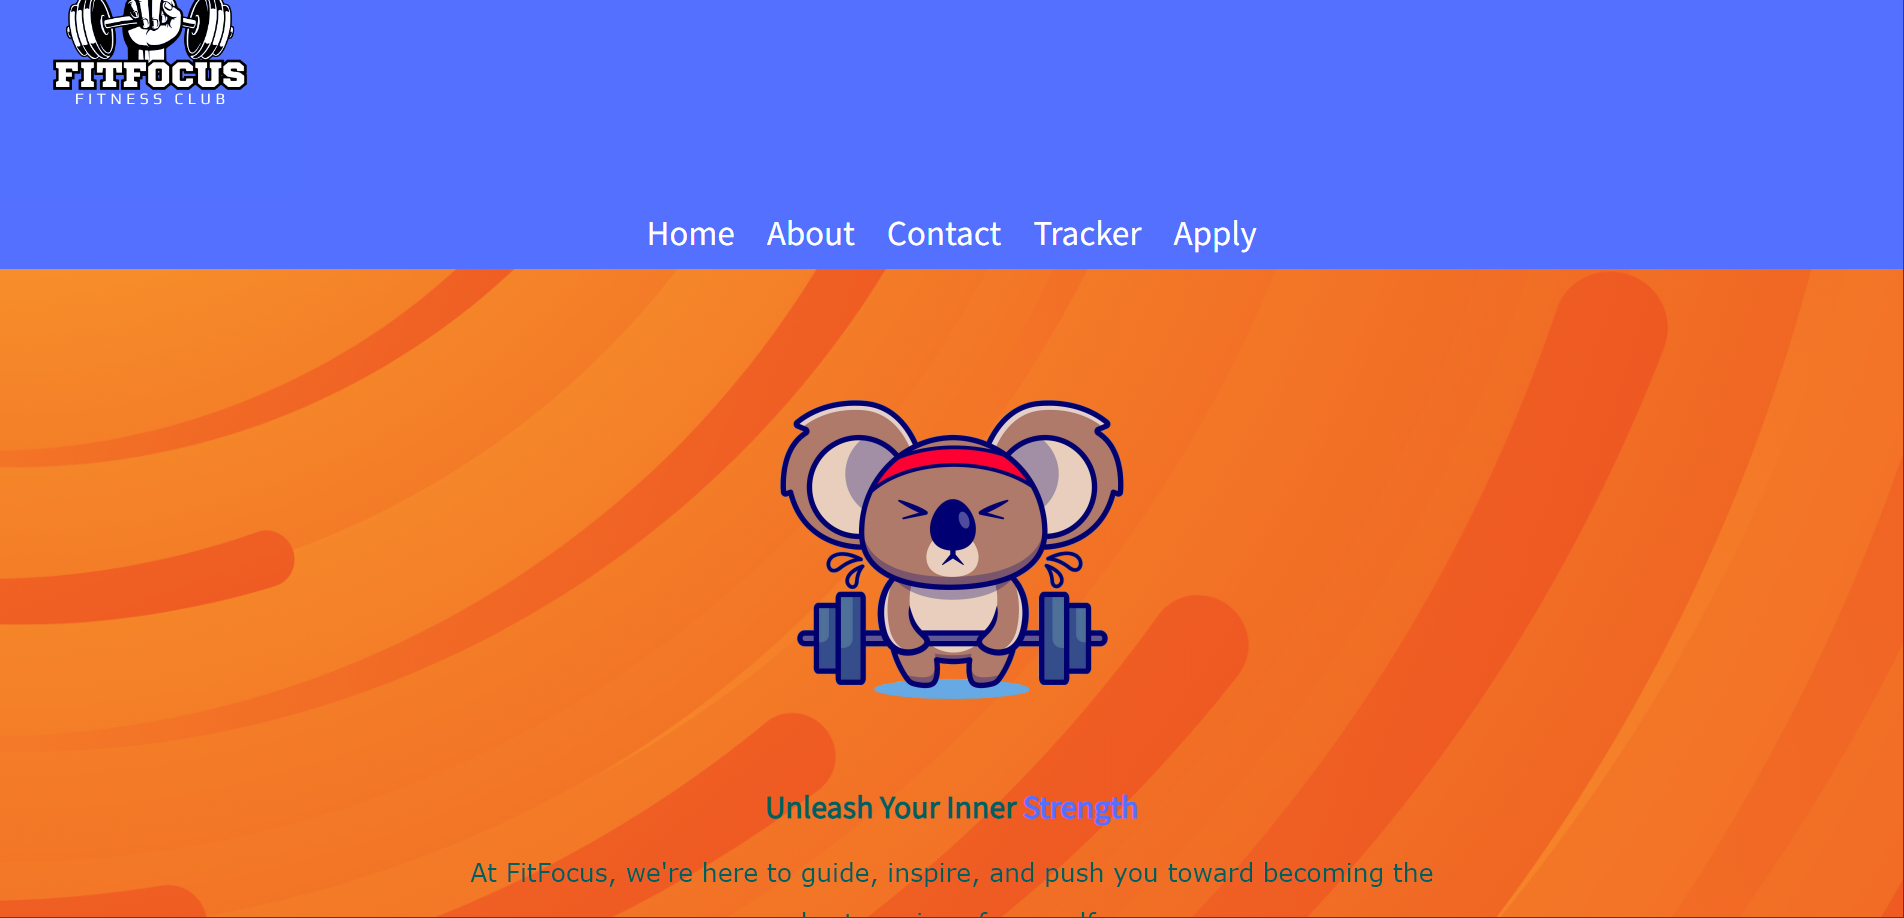 FITFOCUS
FITNESS CLUB
Home About Contact Tracker Apply
Unleash Your Inner Strength
At FitFocus, we're here to guide, inspire, and push you toward becoming the